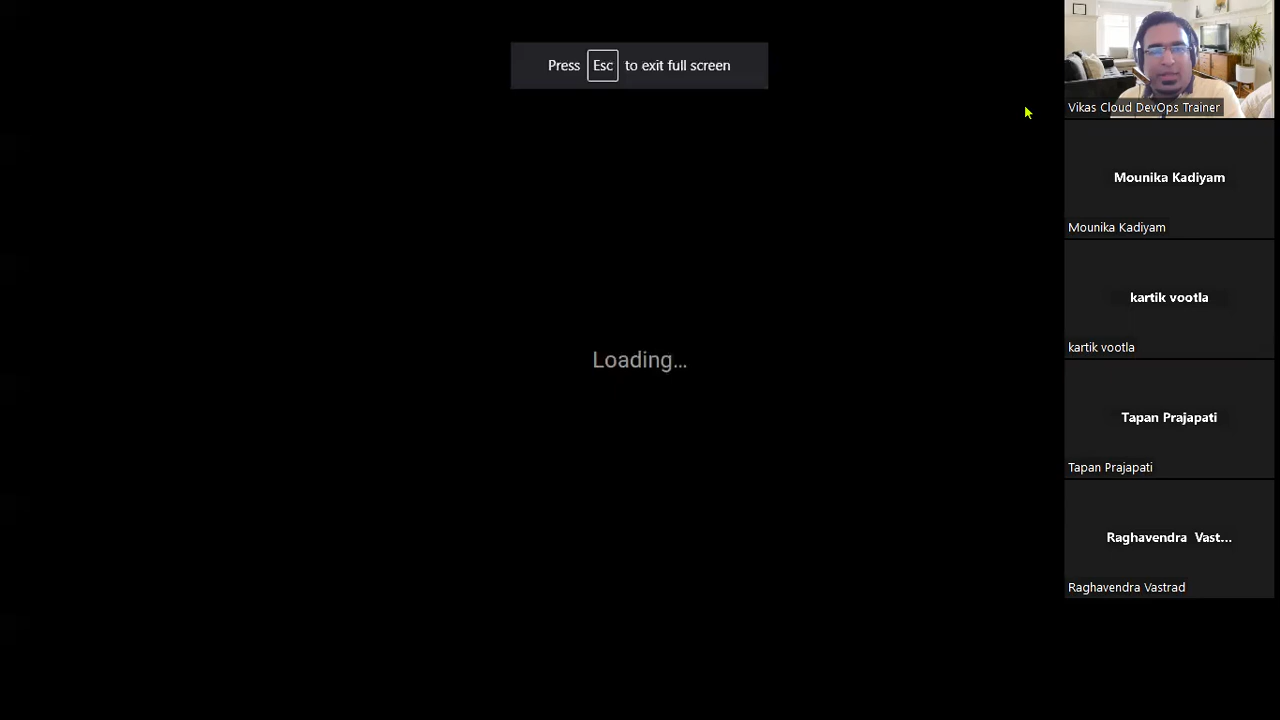 Press Esc to exit full screen
Loading...
Vikas Cloud DevOps Trainer
Mounika Kadiyam
Mounika Kadiyam
kartik vootla
kartik vootla
Tapan Prajapati
Tapan Prajapati
Raghavendra Vast...
Raghavendra Vastrad